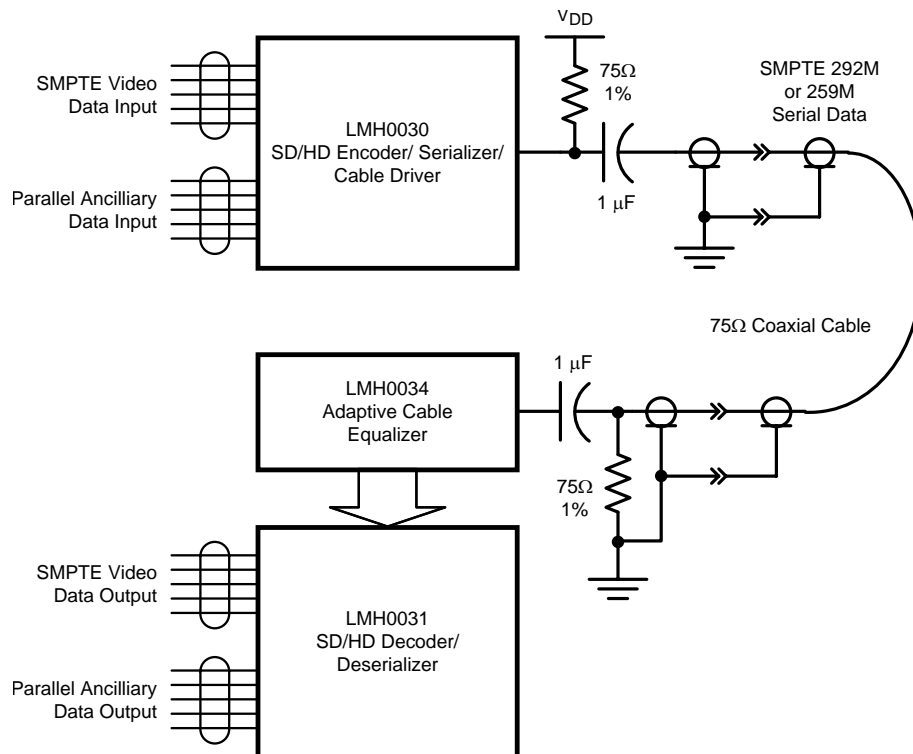 VDD
75Ω
1%
SMPTE Video
Data Input
SMPTE 292M
or 259M
Serial Data
LMH0030
SD/HD Encoder/ Serializer/
Cable Driver
1 μF
Parallel Ancilliary
Data Input
75Ω Coaxial Cable
1 μF
LMH0034
Adaptive Cable
Equalizer
75Ω
1%
SMPTE Video
Data Output
LMH0031
SD/HD Decoder/
Deserializer
Parallel Ancilliary
Data Output